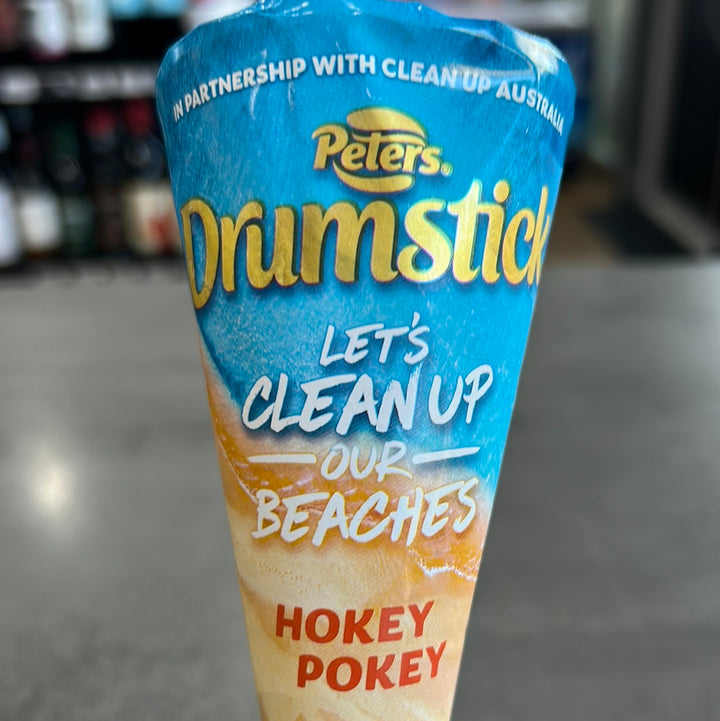 IN PARTNERSHIP WITH CLEAN UP AUSTRALIA
Peters®
Drumstick
LET'S
CLEAN UP
OUR
BEACHES
HOKEY
POKEY